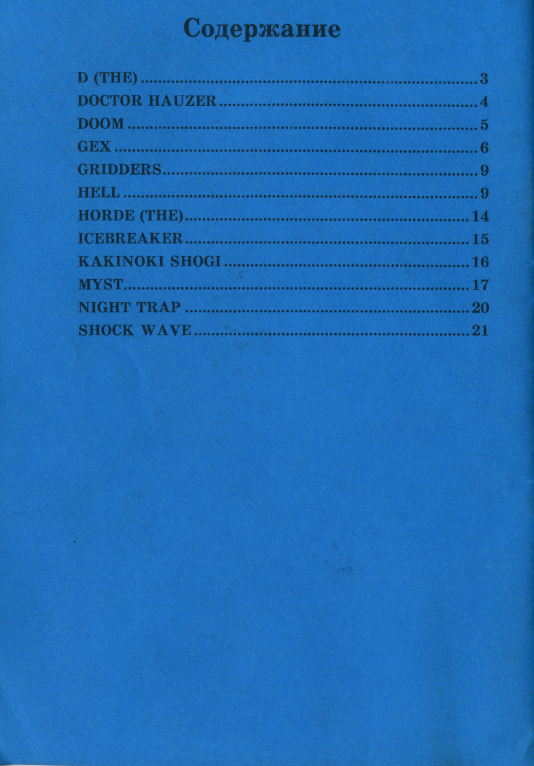 Содержание
D (THE) 3
DOCTOR HAUZER 4
DOOM 5
GEX 6
GRIDDERS 9
HELL 9
HORDE (THE) 14
ICEBREAKER 15
KAKINOKI SHOGI 16
MYST 17
NIGHT TRAP 20
SHOCK WAVE 21